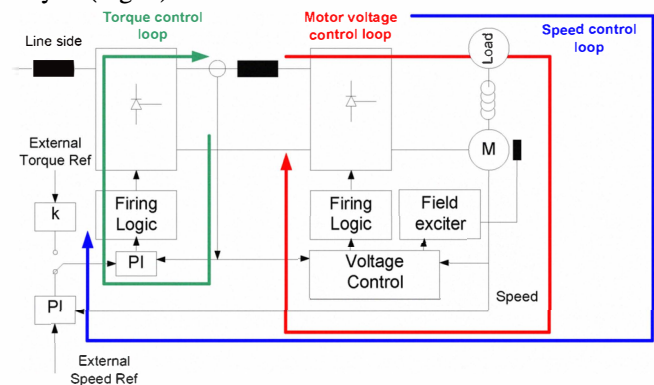 Torque control
loop
Motor voltage
control loop
Speed control
loop
Line side
Load
External
Torque Ref
M
k
Firing
Logic
Firing
Logic
Field
exciter
PI
Voltage
Control
PI
Speed
External
Speed Ref